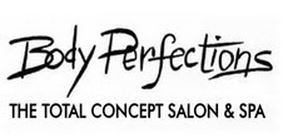 Body Perfections
THE TOTAL CONCEPT SALON & SPA